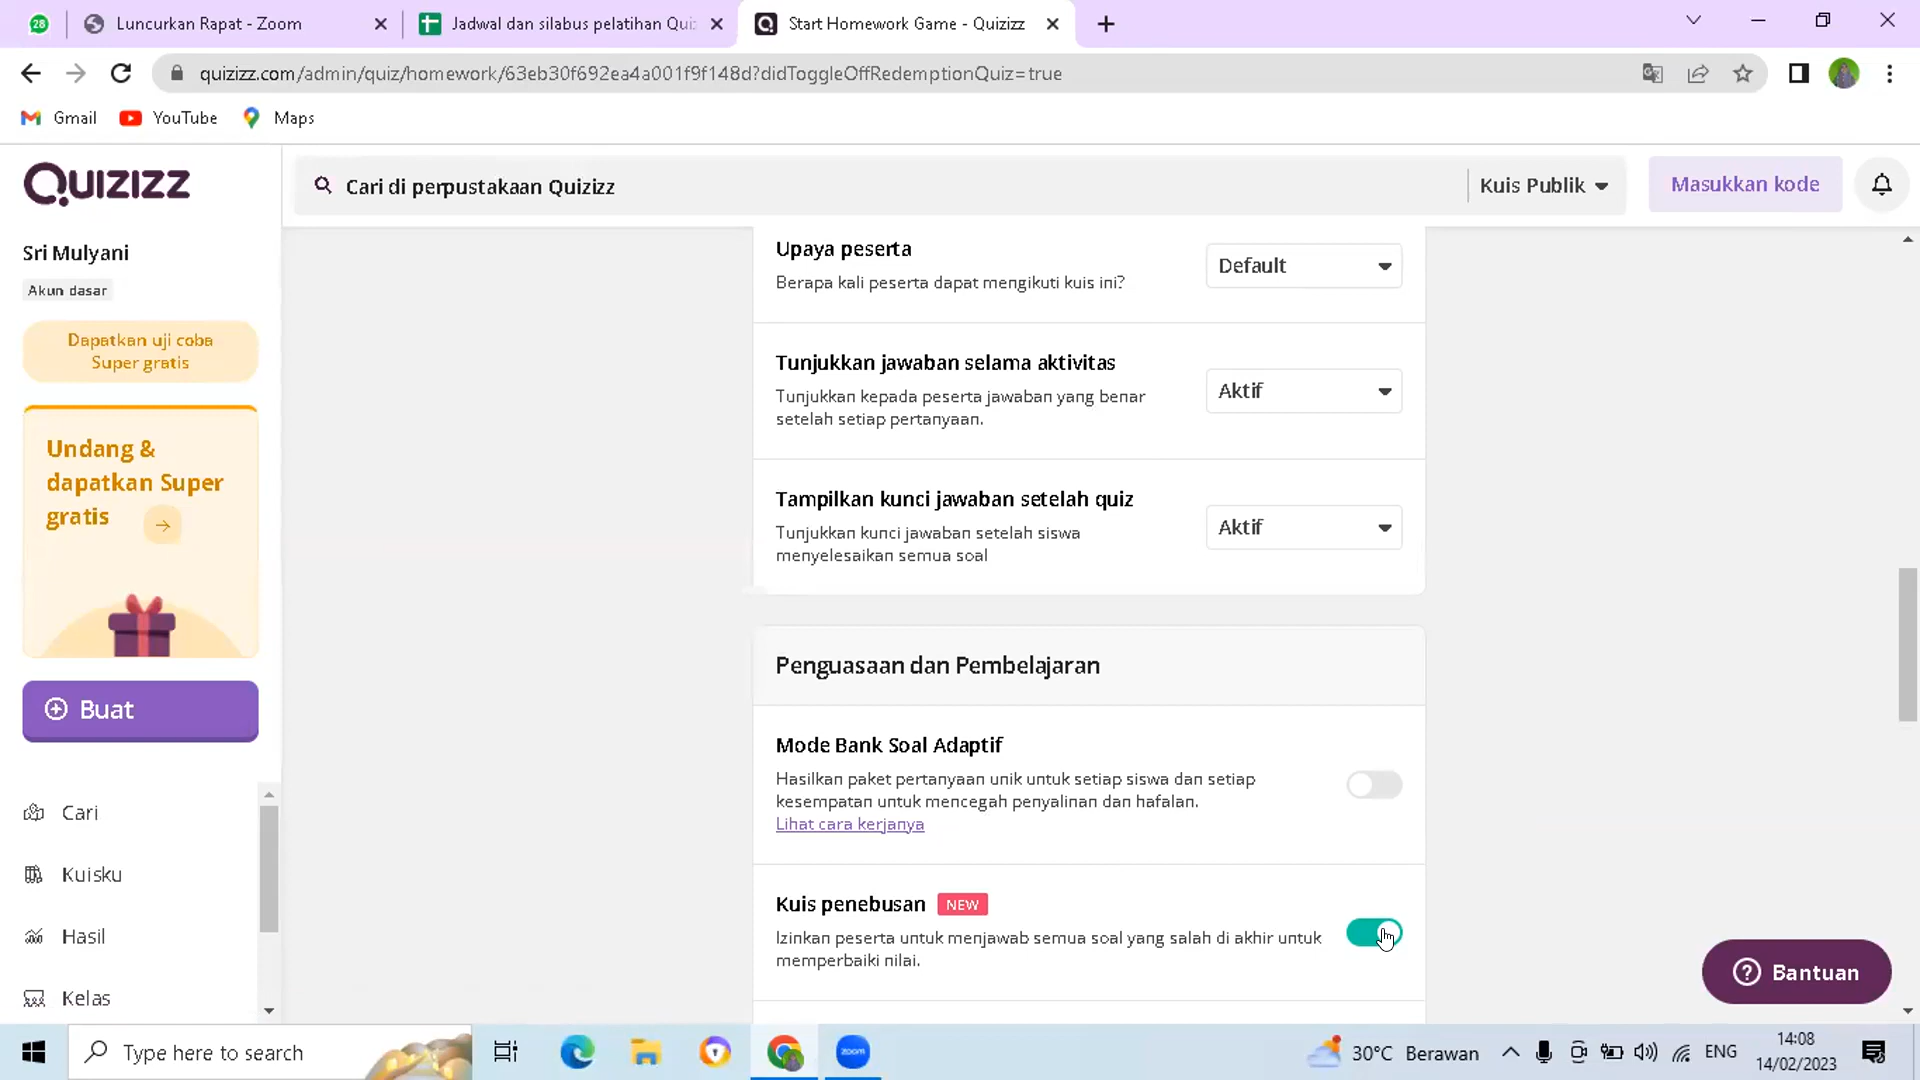 28
Luncurkan Rapat - Zoom
Jadwal dan silabus pelatihan Qui
Start Homework Game - Quizizz
quizizz.com/admin/quiz/homework/63eb30f692ea4a001f9f148d?didToggleOffRedemptionQuiz=true
Gmail
YouTube
Maps
Quizizz
Cari di perpustakaan Quizizz
Kuis Publik
Masukkan kode
Sri Mulyani
Akun dasar
Dapatkan uji coba
Super gratis
Undang &
dapatkan Super
gratis
Buat
Cari
Kuisku
Hasil
Kelas
Upaya peserta
Berapa kali peserta dapat mengikuti kuis ini?
Default
Tunjukkan jawaban selama aktivitas
Tunjukkan kepada peserta jawaban yang benar
setelah setiap pertanyaan.
Aktif
Tampilkan kunci jawaban setelah quiz
Tunjukkan kunci jawaban setelah siswa
menyelesaikan semua soal
Aktif
Penguasaan dan Pembelajaran
Mode Bank Soal Adaptif
Hasilkan paket pertanyaan unik untuk setiap siswa dan setiap
kesempatan untuk mencegah penyalinan dan hafalan.
Lihat cara kerjanya
Kuis penebusan NEW
Izinkan peserta untuk menjawab semua soal yang salah di akhir untuk
memperbaiki nilai.
Bantuan
Type here to search
zoom
30°C Berawan
ENG
14:08
14/02/2023